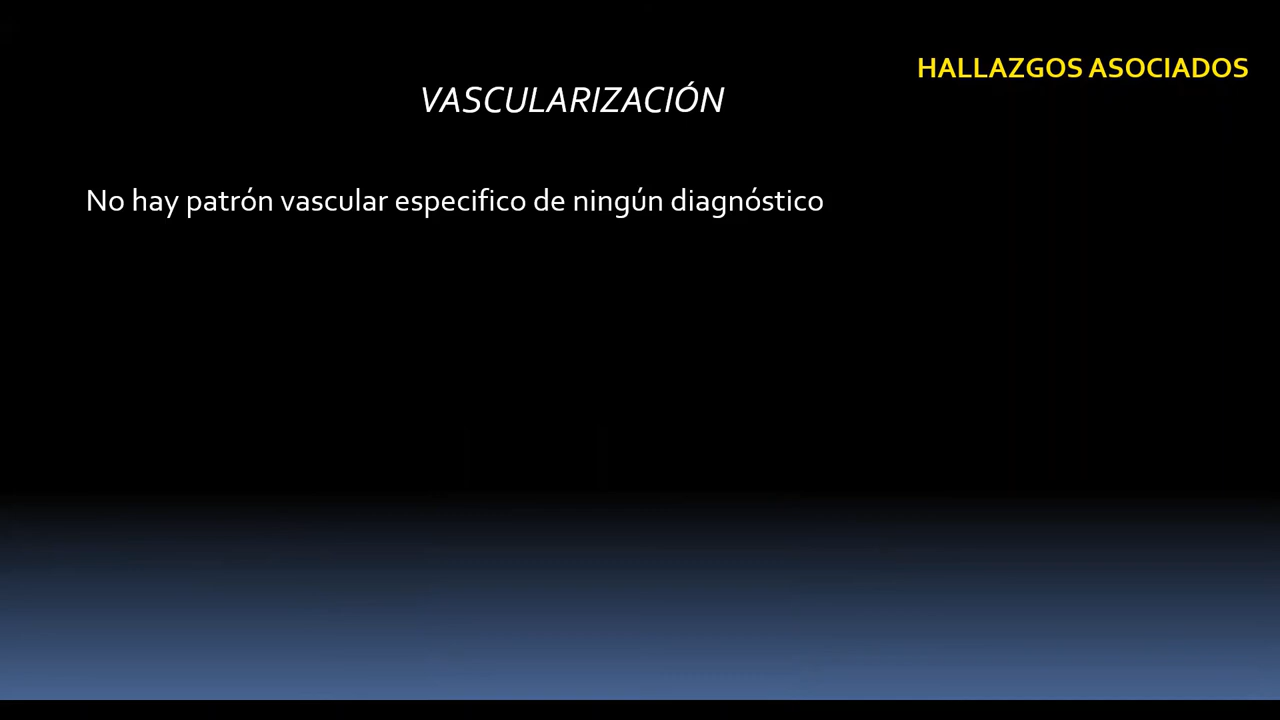 HALLAZGOS ASOCIADOS
VASCULARIZACIÓN
No hay patrón vascular especifico de ningún diagnóstico